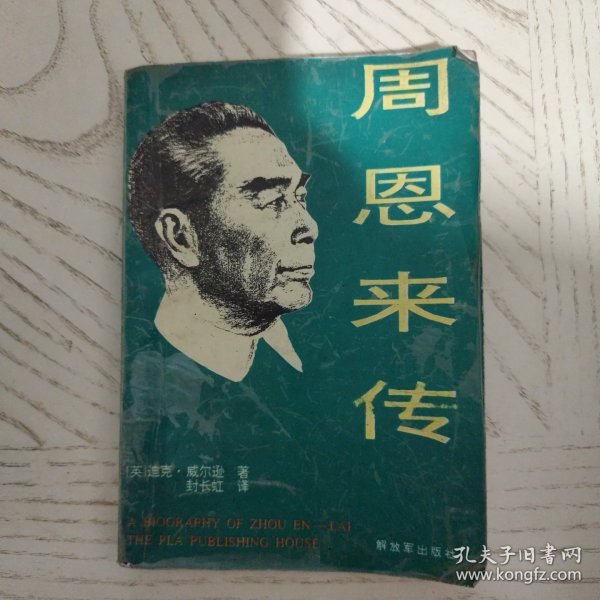 周恩来传
[英]迪克·威尔逊 著
封长虹 译
A BIOGRAPHY OF ZHOU EN—LAI
THE PLA PUBLISHING HOUSE
解放军出版社
孔夫子旧书网
www.kongfz.com